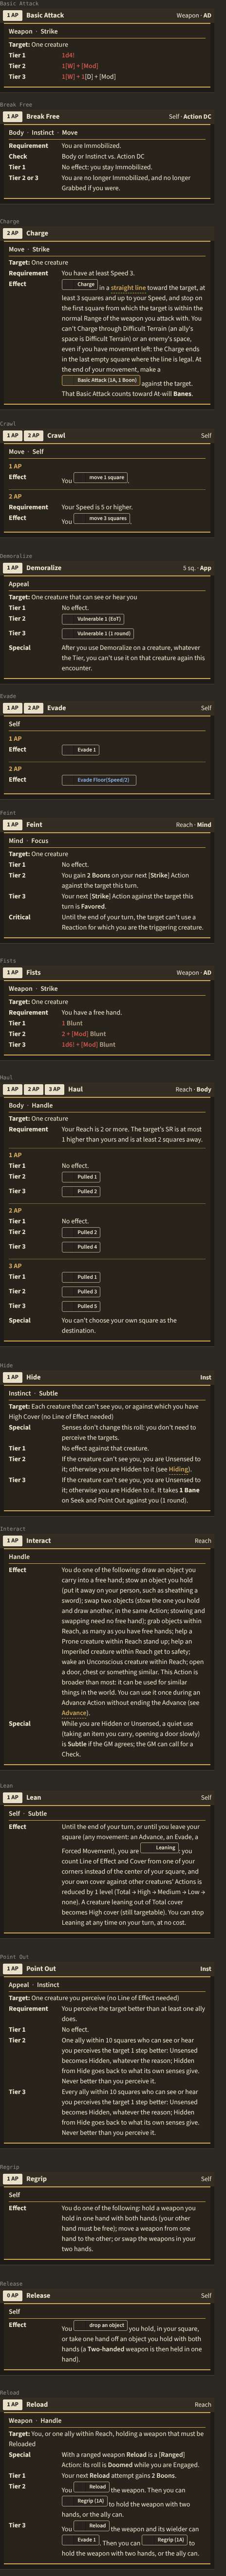 Basic Attack
1 AP Basic Attack Weapon · AD
Weapon · Strike
Target: One creature
Tier 1 1d4!
Tier 2 1[W] + [Mod]
Tier 3 1[W] + 1[D] + [Mod]
Break Free
1 AP Break Free Self · Action DC
Body · Instinct · Move
Requirement You are Immobilized.
Check Body or Instinct vs. Action DC
Tier 1 No effect: you stay Immobilized.
Tier 2 or 3 You are no longer Immobilized, and no longer
Grabbed if you were.
Charge
2 AP Charge
Move · Strike
Target: One creature
Requirement You have at least Speed 3.
Effect Charge in a straight line toward the target, at
least 3 squares and up to your Speed, and stop on
the first square from which the target is within the
normal Range of the weapon you attack with. You
can't Charge through Difficult Terrain (an ally's
space is Difficult Terrain) or an enemy's space,
even if you Forced movement left: the Charge ends
in the last empty square where the line is legal. At
the end of your movement, make a
Basic Attack (1A, 1 Boon) against the target.
That Basic Attack counts toward At-will Banes.
Crawl
1 AP 2 AP Crawl Self
Move · Self
1 AP
Effect You move 1 square.
2 AP
Requirement Your Speed is 5 or higher.
Effect You move 3 squares.
Demoralize
1 AP Demoralize 5 sq. · App
Appeal
Target: One creature that can see or hear you
Tier 1 No effect.
Tier 2 Vulnerable 1 (EoT)
Tier 3 Vulnerable 1 (1 round)
Special After you use Demoralize on a creature, whatever
the Tier, you can't use it on that creature again this
encounter.
Evade
1 AP 2 AP Evade Self
Self
1 AP
Effect Evade 1
2 AP
Effect Evade Floor(Speed/2)
Feint
1 AP Feint Reach · Mind
Mind · Focus
Target: One creature
Tier 1 No effect.
Tier 2 You gain 2 Boons on your next [Strike] Action
against the target this turn.
Tier 3 Your next [Strike] Action against the target this
turn is Favored.
Critical Until the end of your turn, the target can't use a
Reaction for which you are the triggering creature.
Fists
1 AP Fists Weapon · AD
Weapon · Strike
Target: One creature
Requirement You have a free hand.
Tier 1 1 Blunt
Tier 2 2 + [Mod] Blunt
Tier 3 1d6! + [Mod] Blunt
Haul
1 AP 2 AP 3 AP Haul Reach · Body
Body · Handle
Target: One creature
Requirement Your Reach is 2 or more. The target's SR is at most
1 higher than yours and is at least 2 squares away.
1 AP
Tier 1 No effect.
Tier 2 Pulled 1
Tier 3 Pulled 2
2 AP
Tier 1 No effect.
Tier 2 Pulled 2
Tier 3 Pulled 4
3 AP
Tier 1 Pulled 1
Tier 2 Pulled 3
Tier 3 Pulled 5
Special You can't choose your own square as the
destination.
Hide
1 AP Hide Inst
Instinct · Subtle
Target: Each creature that can't see you, or against which you have
High Cover (no Line of Effect needed)
Special Senses don't change this roll: you don't need to
perceive the targets.
Tier 1 No effect against that creature.
Tier 2 If the creature can't see you, you are Unsensed to
it; otherwise you are Hidden to it (see Hiding).
Tier 3 If the creature can't see you, you are Unsensed to
it; otherwise you are Hidden to it. It takes 1 Bane
on Seek and Point Out against you (1 round).
Interact
1 AP Interact Reach
Handle
Effect You do one of the following: draw an object you
carry into a free hand; stow an object you hold
(put it away on your person, such as sheathing a
sword); swap two objects (stow the one you hold
and draw another, in the same Action; stowing and
swapping need no free hand); grab objects within
Reach, as many as you have free hands; help a
Prone creature within Reach stand up; help an
Imperiled creature within Reach get to safety;
wake an Unconscious creature within Reach; open
a door, chest or something similar. This Action is
broader than most: it can be used for similar
things in the world. You can use it once during an
Advance Action without ending the Advance (see
Advance).
Special While you are Hidden or Unsensed, a quiet use
(taking an item you carry, opening a door slowly)
is Subtle if the GM agrees; the GM can call for a
Check.
Lean
1 AP Lean Self
Self · Subtle
Effect Until the end of your turn, or until you leave your
square (any movement: an Advance, an Evade, a
Forced Movement), you are Leaning: you
count Line of Effect and Cover from one of your
corners instead of the center of your square, and
your own cover against other creatures' Actions is
reduced by 1 level (Total → High → Medium → Low →
none). A creature leaning out of Total cover
becomes High cover (still targetable). You can stop
Leaning at any time on your turn, at no cost.
Point Out
1 AP Point Out Inst
Appeal · Instinct
Target: One creature you perceive (no Line of Effect needed)
Requirement You perceive the target better than at least one ally
does.
Tier 1 No effect.
Tier 2 One ally within 10 squares who can see or hear
you perceives the target 1 step better: Unsensed
becomes Hidden, whatever the reason; Hidden
from Hide goes back to what its own senses give.
Never better than you perceive it.
Tier 3 Every ally within 10 squares who can see or hear
you perceives the target 1 step better: Unsensed
becomes Hidden, whatever the reason; Hidden
from Hide goes back to what its own senses give.
Never better than you perceive it.
Regrip
1 AP Regrip Self
Self
Effect You do one of the following: hold a weapon you
hold in one hand with both hands (your other
hand must be free); move a weapon from one
hand to the other; or swap the weapons in your
two hands.
Release
0 AP Release Self
Self
Effect You drop an object you hold, in your square,
or take one hand off an object you hold with both
hands (a Two-handed weapon is then held in one
hand).
Reload
1 AP Reload Reach
Weapon · Handle
Target: You, or one ally within Reach, holding a weapon that must be
Reloaded
Special With a ranged weapon Reload is a [Ranged]
Action: its roll is Doomed while you are Engaged.
Tier 1 Your next Reload attempt gains 2 Boons.
Tier 2 You Reload the weapon. Then you can
Regrip (1A) to hold the weapon with two
hands, or the ally can.
Tier 3 You Reload the weapon and its wielder can
Evade 1. Then you can Regrip (1A) to
hold the weapon with two hands, or the ally can.